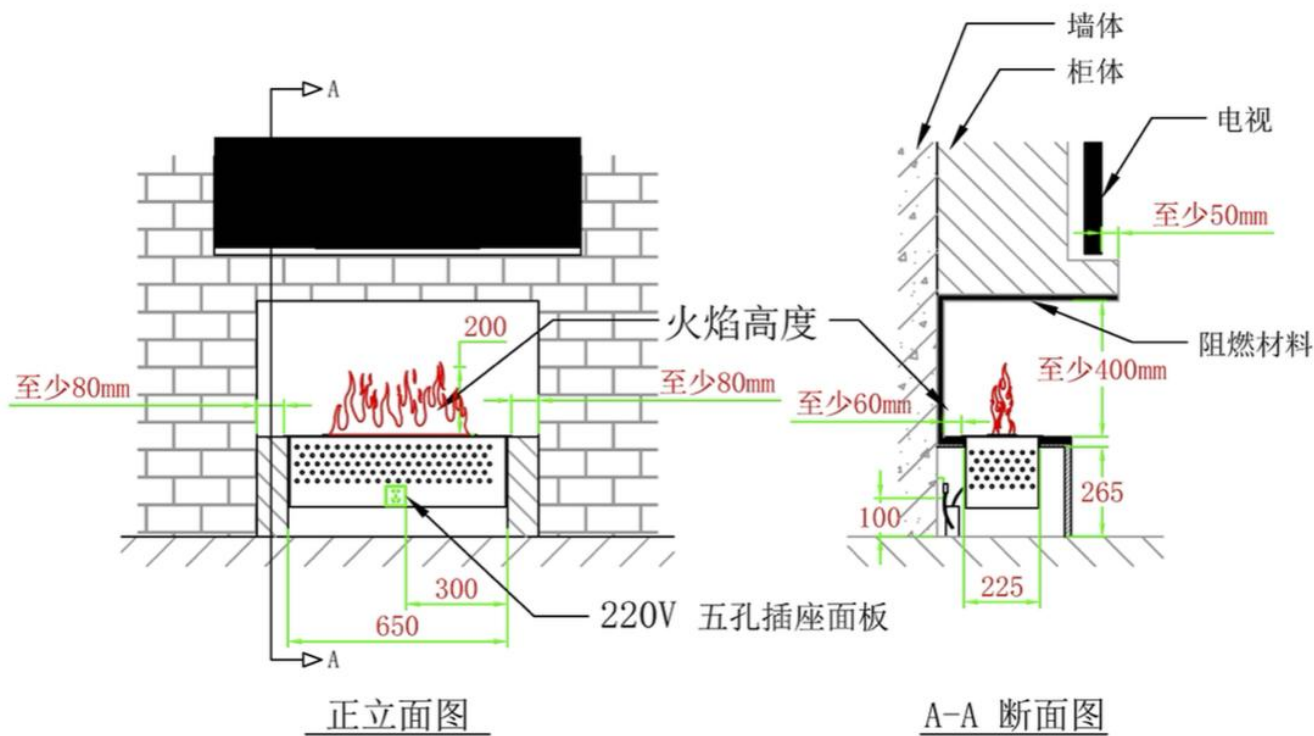 墙体
柜体
A
电视
至少50mm
200
火焰高度
阻燃材料
至少80mm
至少80mm
至少400mm
至少60mm
265
100
300
225
220V 五孔插座面板
650
A
正立面图
A-A 断面图